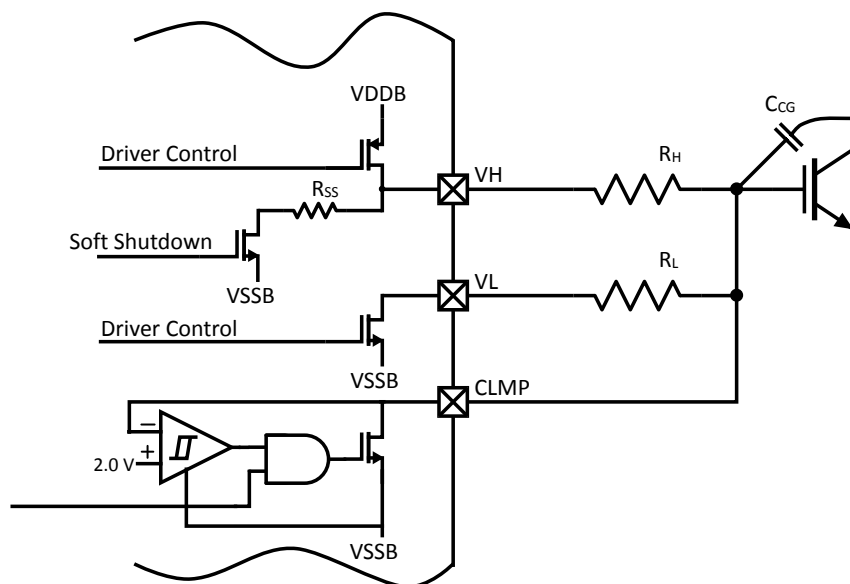 VDDB
CCG
Driver Control
VH
RH
RSS
Soft Shutdown
VSSB
VL
RL
Driver Control
VSSB
CLMP
−
+
2.0 V
VSSB